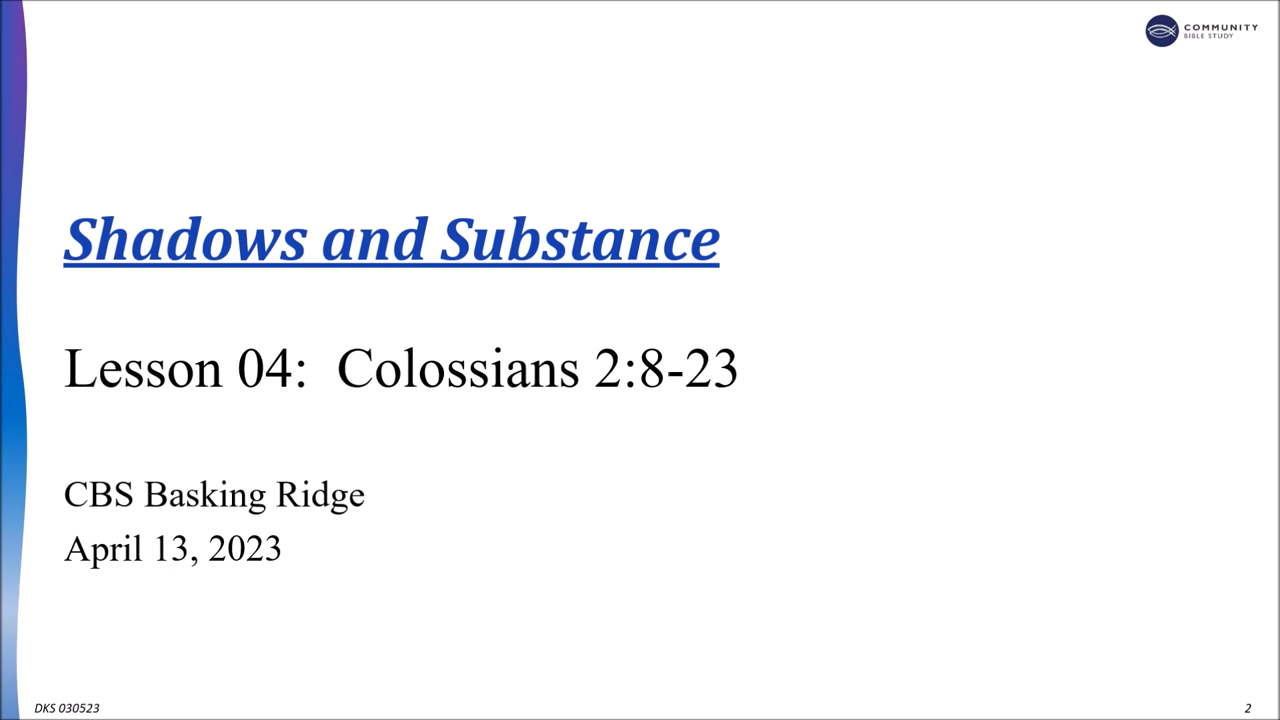 COMMUNITY
BIBLE STUDY
Shadows and Substance
Lesson 04:  Colossians 2:8-23
CBS Basking Ridge
April 13, 2023
DKS 030523
2